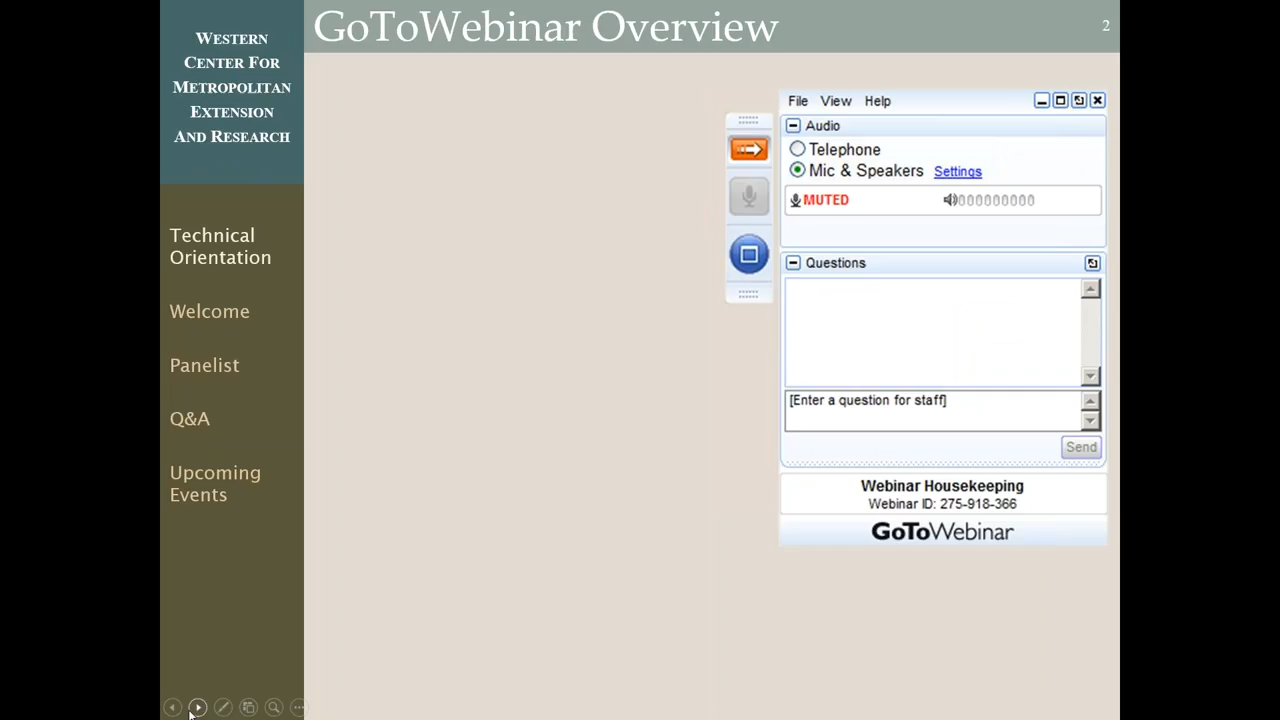 WESTERN
CENTER FOR
METROPOLITAN
EXTENSION
AND RESEARCH
Technical
Orientation
Welcome
Panelist
Q&A
Upcoming
Events
GoToWebinar Overview
2
File View Help
Audio
Telephone
Mic & Speakers Settings
MUTED
Questions
[Enter a question for staff]
Send
Webinar Housekeeping
Webinar ID: 275-918-366
GoToWebinar